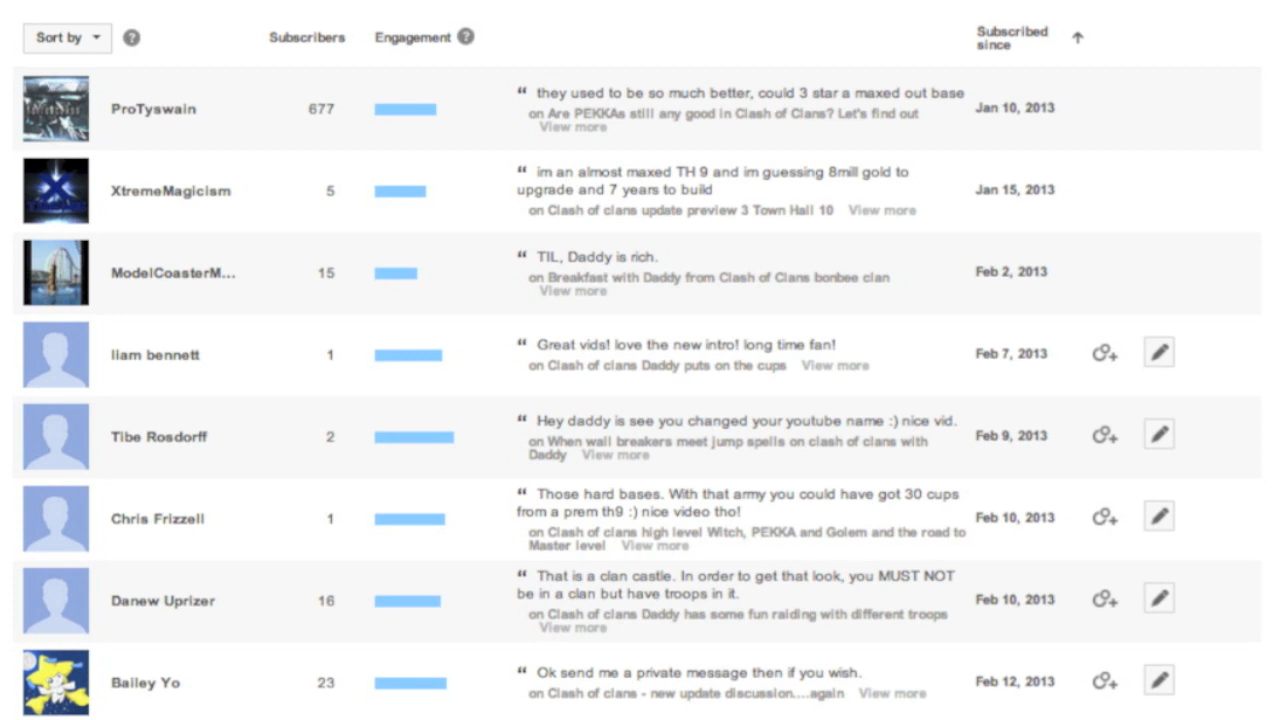 Sort by ? Subscribers Engagement ? Subscribed since
ProTyswain 677 “ they used to be so much better, could 3 star a maxed out base Jan 10, 2013
on Are PEKKAs still any good in Clash of Clans? Let's find out
View more
XtremeMagicism 5 “ im an almost maxed TH 9 and im guessing 8mill gold to Jan 15, 2013
upgrade and 7 years to build
on Clash of clans update preview 3 Town Hall 10 View more
ModelCoasterM... 15 “ TIL, Daddy is rich. Feb 2, 2013
on Breakfast with Daddy from Clash of Clans bonbee clan
View more
liam bennett 1 “ Great vids! love the new intro! long time fan! Feb 7, 2013
on Clash of clans Daddy puts on the cups View more
Tibe Rosdorff 2 “ Hey daddy is see you changed your youtube name :) nice vid. Feb 9, 2013
on When wall breakers meet jump spells on clash of clans with
Daddy View more
Chris Frizzell 1 “ Those hard bases. With that army you could have got 30 cups Feb 10, 2013
from a prem th9 :) nice video tho!
on Clash of clans high level Witch, PEKKA and Golem and the road to
Master level View more
Danew Uprizer 16 “ That is a clan castle. In order to get that look, you MUST NOT Feb 10, 2013
be in a clan but have troops in it.
on Clash of clans Daddy has some fun raiding with different troops
View more
Bailey Yo 23 “ Ok send me a private message then if you wish. Feb 12, 2013
on Clash of clans - new update discussion....again View more